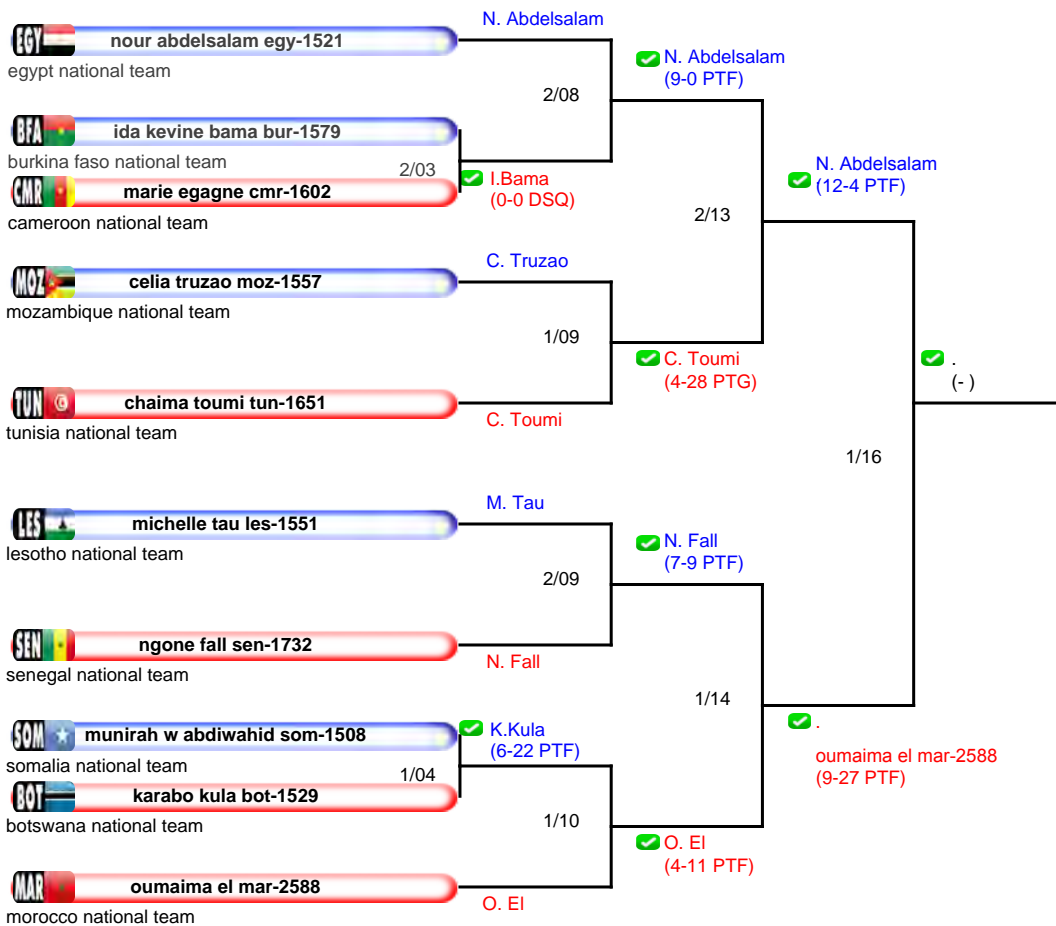 N. Abdelsalam
EGY
nour abdelsalam egy-1521
egypt national team
N. Abdelsalam
(9-0 PTF)
2/08
BFA
ida kevine bama bur-1579
burkina faso national team
2/03
CMR
marie egagne cmr-1602
cameroon national team
I.Bama
(0-0 DSQ)
N. Abdelsalam
(12-4 PTF)
2/13
C. Truzao
MOZ
celia truzao moz-1557
mozambique national team
1/09
C. Toumi
(4-28 PTG)
TUN
chaima toumi tun-1651
tunisia national team
C. Toumi
.
(- )
1/16
M. Tau
LES
michelle tau les-1551
lesotho national team
N. Fall
(7-9 PTF)
2/09
SEN
ngone fall sen-1732
senegal national team
N. Fall
1/14
SOM
munirah w abdiwahid som-1508
somalia national team
K.Kula
(6-22 PTF)
.
oumaima el mar-2588
(9-27 PTF)
1/04
BOT
karabo kula bot-1529
botswana national team
1/10
O. El
(4-11 PTF)
MAR
oumaima el mar-2588
morocco national team
O. El